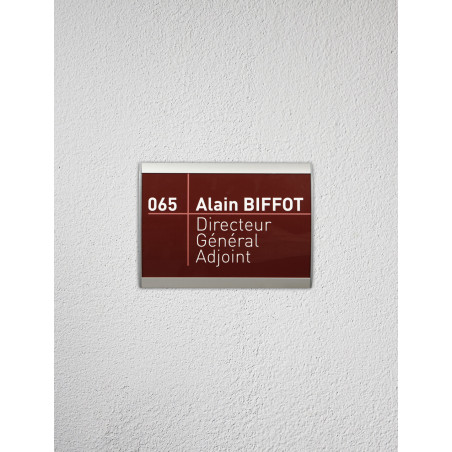 065 Alain BIFFOT
Directeur
Général
Adjoint